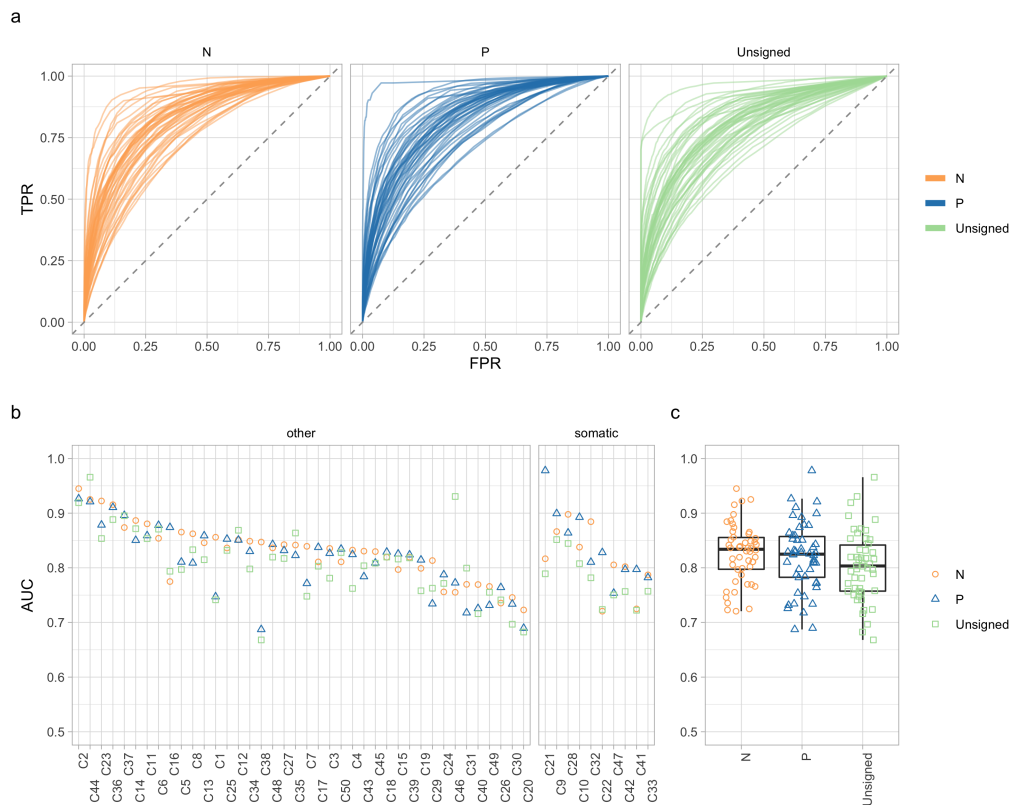 a
N
P
Unsigned
TPR
1.00
0.75
0.50
0.25
0.00
0.00 0.25 0.50 0.75 1.00
0.00 0.25 0.50 0.75 1.00
0.00 0.25 0.50 0.75 1.00
FPR
N
P
Unsigned
b
other
somatic
AUC
1.0
0.9
0.8
0.7
0.6
0.5
C2 C23 C37 C11 C16 C8 C1 C12 C38 C27 C7 C3 C4 C45 C15 C19 C24 C31 C49 C30
C44 C36 C14 C6 C5 C13 C25 C34 C48 C35 C17 C50 C43 C18 C39 C29 C46 C40 C26 C20
C21 C28 C32 C47 C41
C9 C10 C22 C42 C33
c
1.0
0.9
0.8
0.7
0.6
0.5
N
P
Unsigned
N
P
Unsigned